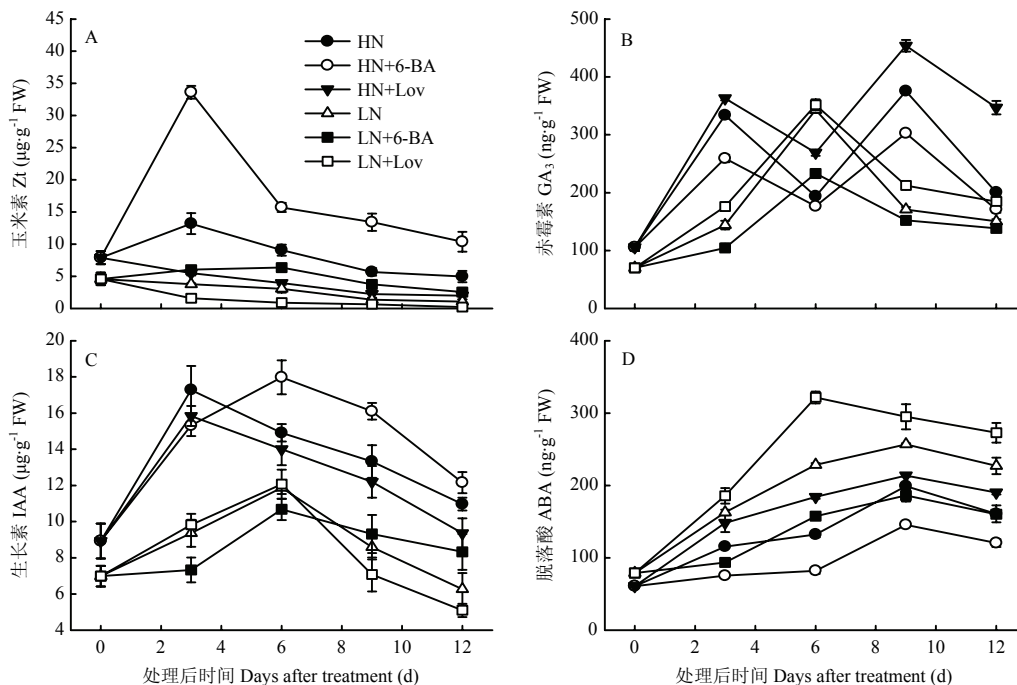 A
玉米素 Zt (μg·g⁻¹ FW)
45
40
35
30
25
20
15
10
5
0
HN
HN+6-BA
HN+Lov
LN
LN+6-BA
LN+Lov
B
赤霉素 GA₃ (ng·g⁻¹ FW)
500
400
300
200
100
0
C
生长素 IAA (μg·g⁻¹ FW)
20
18
16
14
12
10
8
6
4
0 2 4 6 8 10 12
处理后时间 Days after treatment (d)
D
脱落酸 ABA (ng·g⁻¹ FW)
400
300
200
100
0
0 2 4 6 8 10 12
处理后时间 Days after treatment (d)